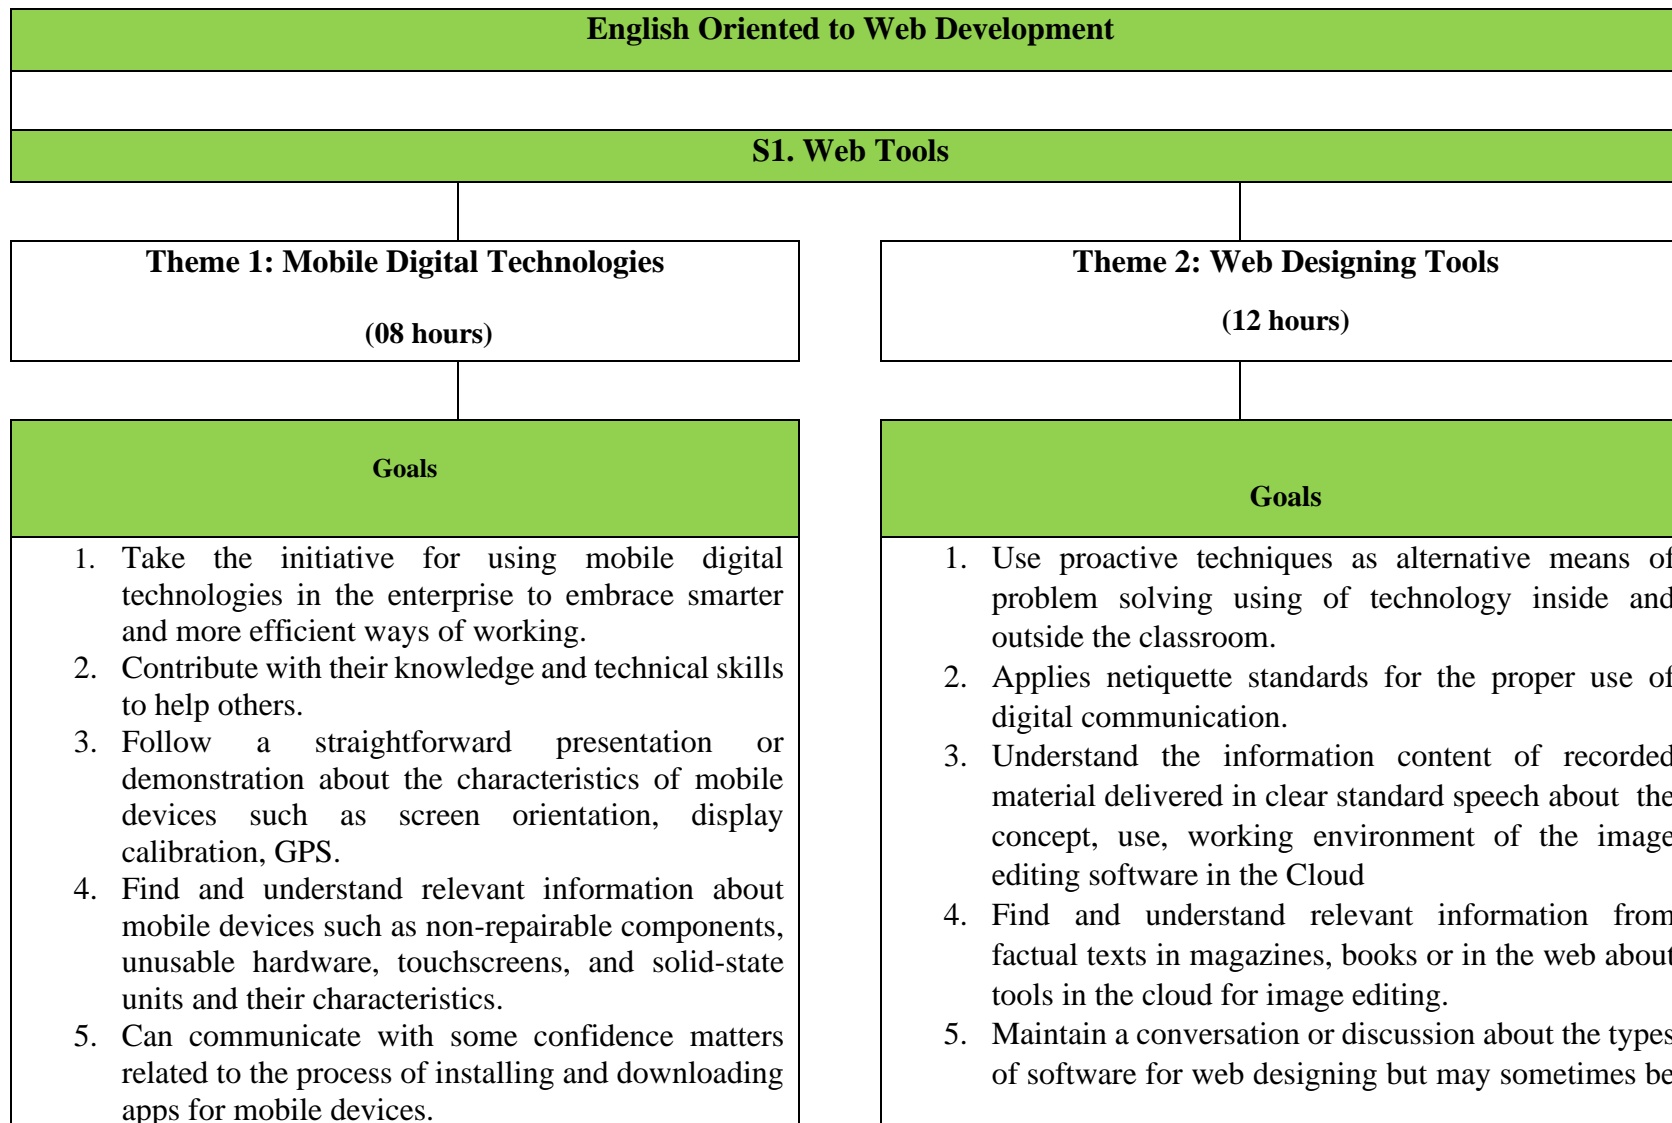 English Oriented to Web Development
S1. Web Tools
Theme 1: Mobile Digital Technologies
(08 hours)
Goals
1. Take the initiative for using mobile digital
technologies in the enterprise to embrace smarter
and more efficient ways of working.
2. Contribute with their knowledge and technical skills
to help others.
3. Follow a straightforward presentation or
demonstration about the characteristics of mobile
devices such as screen orientation, display
calibration, GPS.
4. Find and understand relevant information about
mobile devices such as non-repairable components,
unusable hardware, touchscreens, and solid-state
units and their characteristics.
5. Can communicate with some confidence matters
related to the process of installing and downloading
apps for mobile devices.
Theme 2: Web Designing Tools
(12 hours)
Goals
1. Use proactive techniques as alternative means of
problem solving using of technology inside and
outside the classroom.
2. Applies netiquette standards for the proper use of
digital communication.
3. Understand the information content of recorded
material delivered in clear standard speech about the
concept, use, working environment of the image
editing software in the Cloud
4. Find and understand relevant information from
factual texts in magazines, books or in the web about
tools in the cloud for image editing.
5. Maintain a conversation or discussion about the types
of software for web designing but may sometimes be